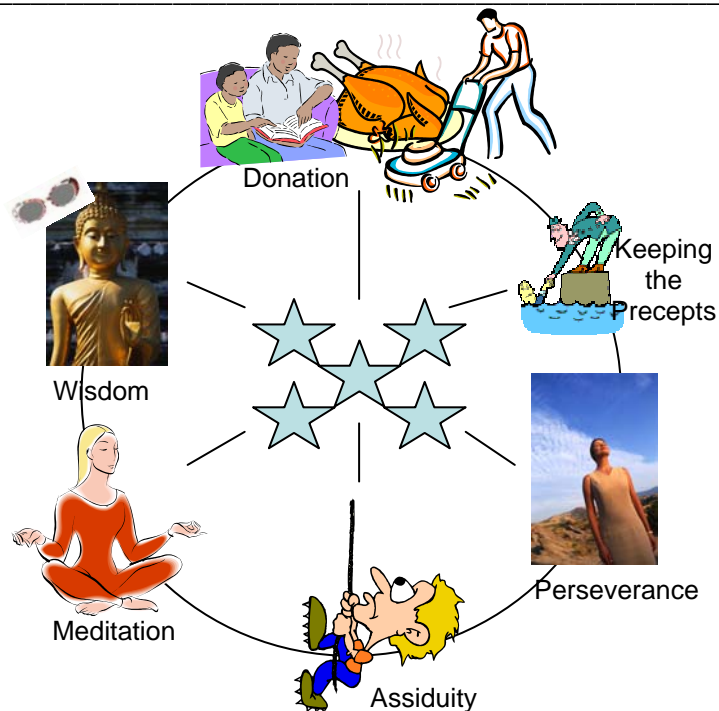 Donation
Keeping
the
Precepts
Wisdom
Perseverance
Meditation
Assiduity